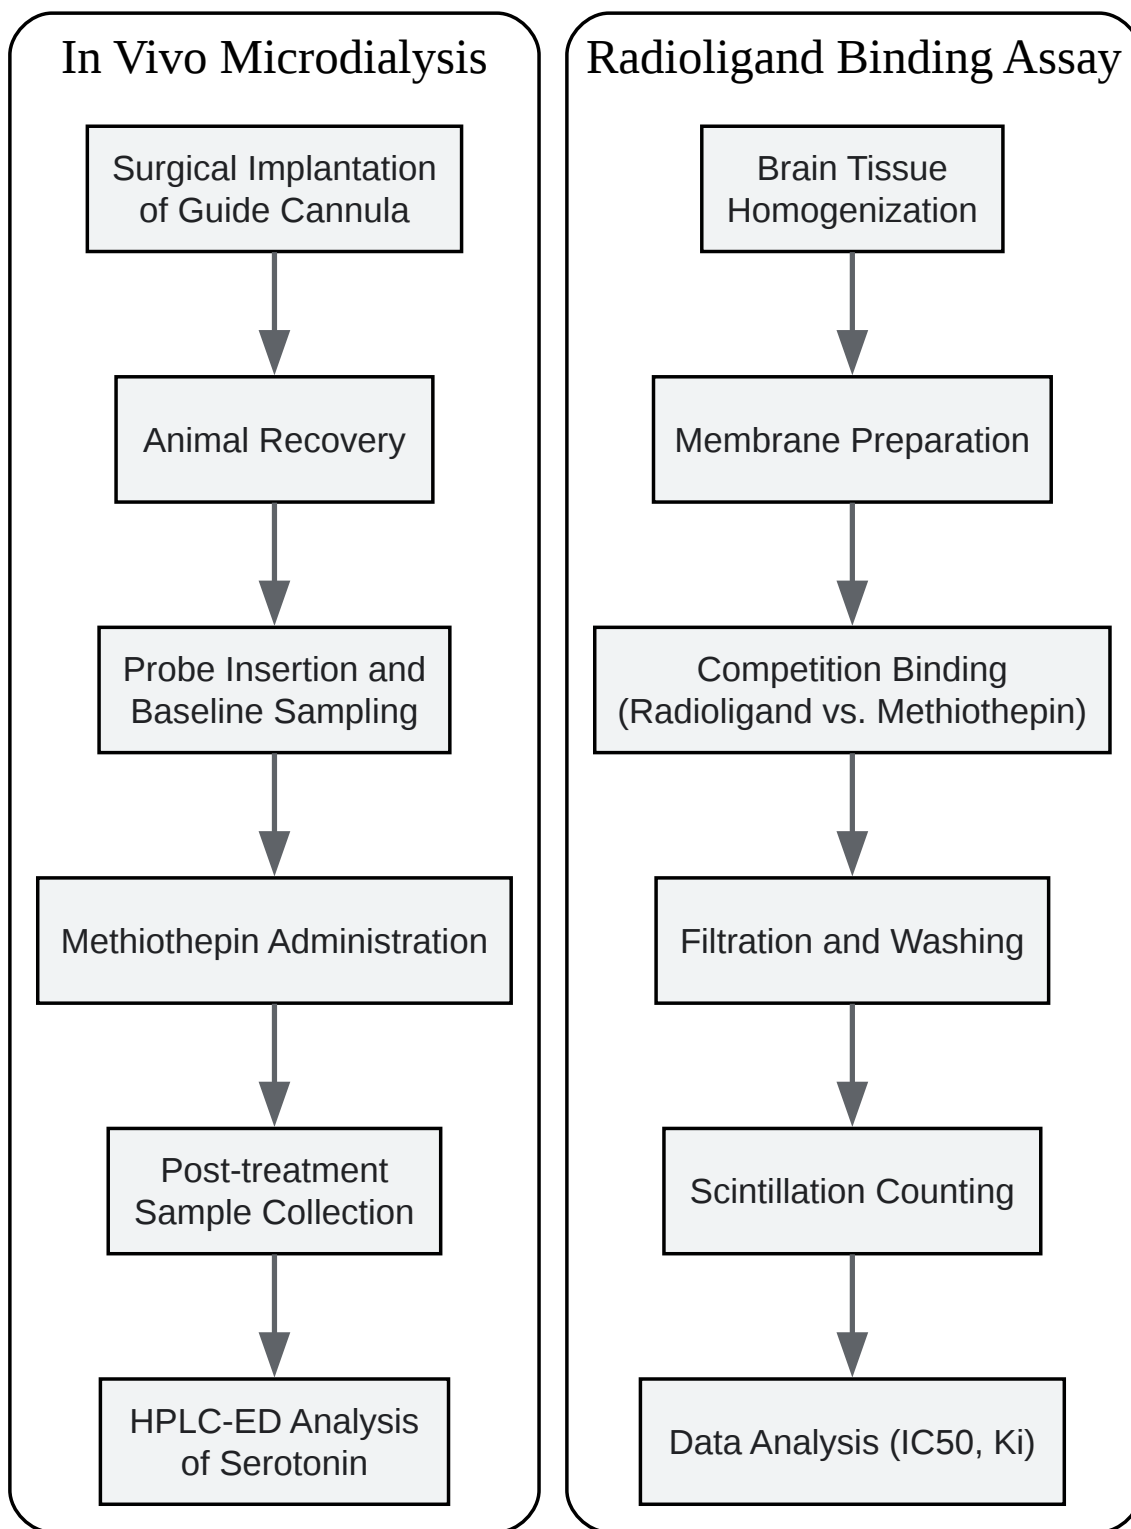 In Vivo Microdialysis
Surgical Implantation
of Guide Cannula
Animal Recovery
Probe Insertion and
Baseline Sampling
Methiothepin Administration
Post-treatment
Sample Collection
HPLC-ED Analysis
of Serotonin
Radioligand Binding Assay
Brain Tissue
Homogenization
Membrane Preparation
Competition Binding
(Radioligand vs. Methiothepin)
Filtration and Washing
Scintillation Counting
Data Analysis (IC50, Ki)